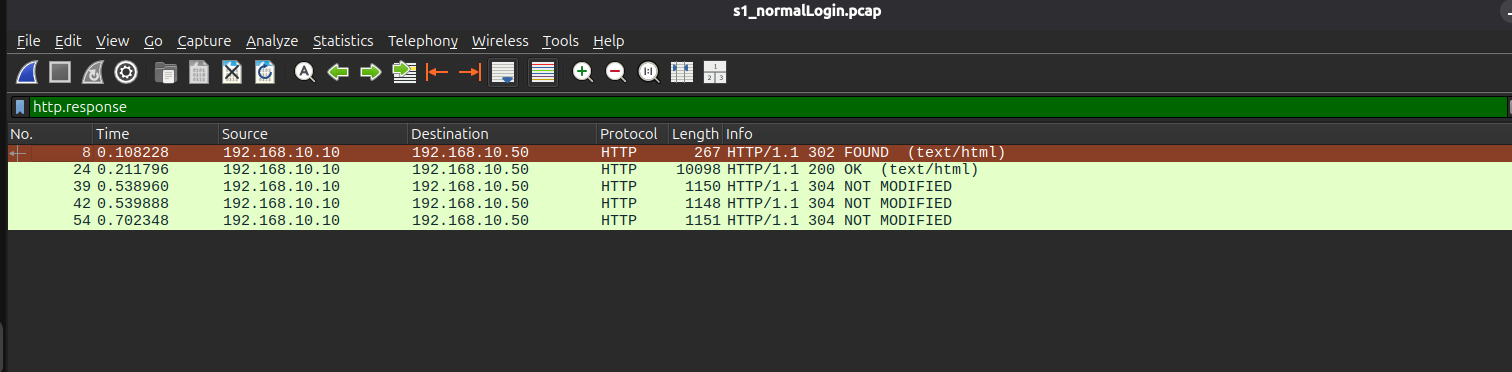 s1_normalLogin.pcap
File Edit View Go Capture Analyze Statistics Telephony Wireless Tools Help
http.response
No. Time Source Destination Protocol Length Info
8 0.108228 192.168.10.10 192.168.10.50 HTTP 267 HTTP/1.1 302 FOUND (text/html)
24 0.211796 192.168.10.10 192.168.10.50 HTTP 10098 HTTP/1.1 200 OK (text/html)
39 0.538960 192.168.10.10 192.168.10.50 HTTP 1150 HTTP/1.1 304 NOT MODIFIED
42 0.539888 192.168.10.10 192.168.10.50 HTTP 1148 HTTP/1.1 304 NOT MODIFIED
54 0.702348 192.168.10.10 192.168.10.50 HTTP 1151 HTTP/1.1 304 NOT MODIFIED